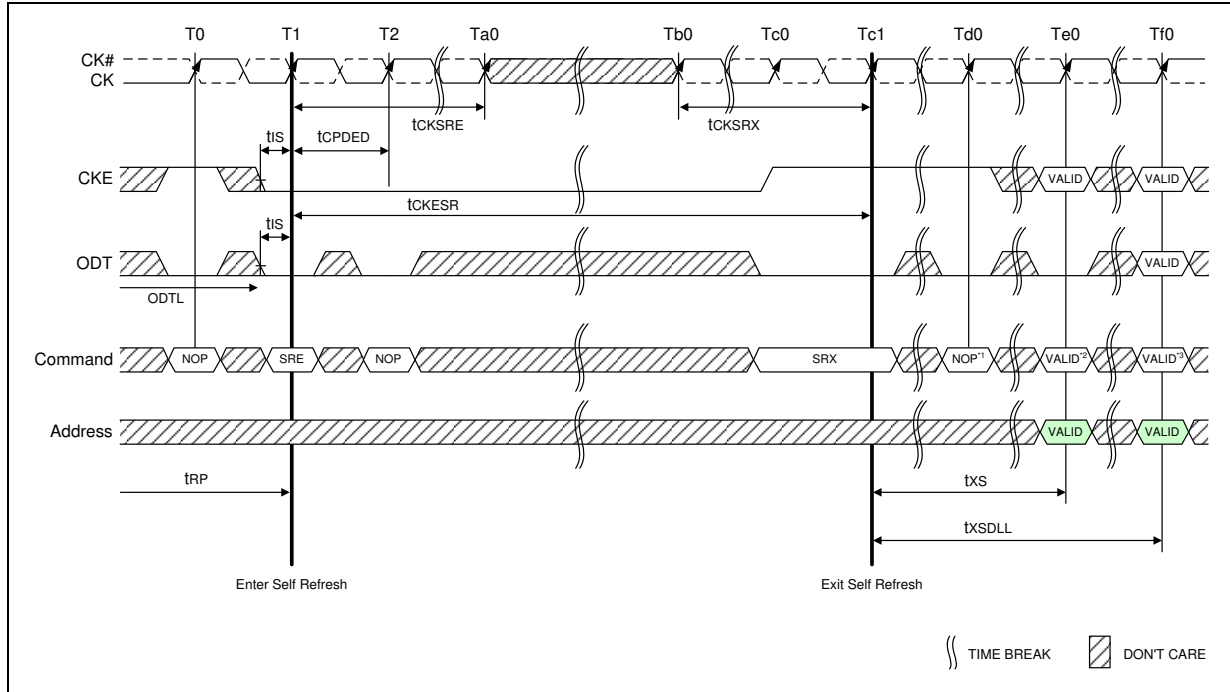 T0 T1 T2 Ta0 Tb0 Tc0 Tc1 Td0 Te0 Tf0
CK#
CK
tCKSRE tCKSRX
tIS tCPDED
CKE VALID VALID
tCKESR
tIS
ODT VALID
ODTL
Command NOP SRE NOP SRX NOP*1 VALID*2 VALID*3
Address VALID VALID
tRP tXS
tXSDLL
Enter Self Refresh Exit Self Refresh
TIME BREAK DON'T CARE